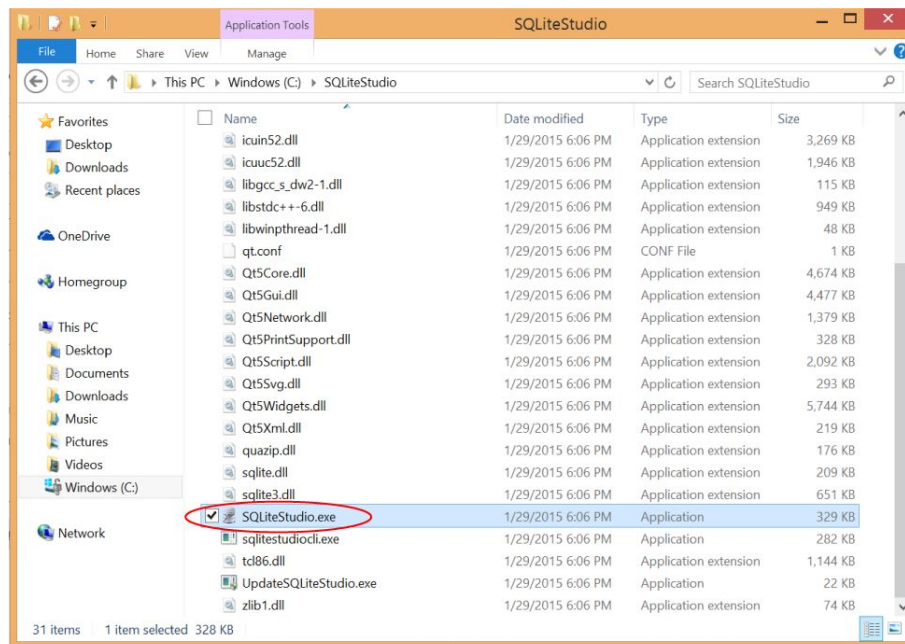 Application Tools
SQLiteStudio
File Home Share View Manage
This PC Windows (C:) SQLiteStudio
Search SQLiteStudio
Favorites
Desktop
Downloads
Recent places
OneDrive
Homegroup
This PC
Desktop
Documents
Downloads
Music
Pictures
Videos
Windows (C:)
Network
Name Date modified Type Size
icuin52.dll 1/29/2015 6:06 PM Application extension 3,269 KB
icuuc52.dll 1/29/2015 6:06 PM Application extension 1,946 KB
libgcc_s_dw2-1.dll 1/29/2015 6:06 PM Application extension 115 KB
libstdc++-6.dll 1/29/2015 6:06 PM Application extension 949 KB
libwinpthread-1.dll 1/29/2015 6:06 PM Application extension 48 KB
qt.conf 1/29/2015 6:06 PM CONF File 1 KB
Qt5Core.dll 1/29/2015 6:06 PM Application extension 4,674 KB
Qt5Gui.dll 1/29/2015 6:06 PM Application extension 4,477 KB
Qt5Network.dll 1/29/2015 6:06 PM Application extension 1,379 KB
Qt5PrintSupport.dll 1/29/2015 6:06 PM Application extension 328 KB
Qt5Script.dll 1/29/2015 6:06 PM Application extension 2,092 KB
Qt5Svg.dll 1/29/2015 6:06 PM Application extension 293 KB
Qt5Widgets.dll 1/29/2015 6:06 PM Application extension 5,744 KB
Qt5Xml.dll 1/29/2015 6:06 PM Application extension 219 KB
quazip.dll 1/29/2015 6:06 PM Application extension 176 KB
sqlite.dll 1/29/2015 6:06 PM Application extension 209 KB
sqlite3.dll 1/29/2015 6:06 PM Application extension 651 KB
SQLiteStudio.exe 1/29/2015 6:06 PM Application 329 KB
sqlitestudiocli.exe 1/29/2015 6:06 PM Application 282 KB
tcl86.dll 1/29/2015 6:06 PM Application extension 1,144 KB
UpdateSQLiteStudio.exe 1/29/2015 6:06 PM Application 22 KB
zlib1.dll 1/29/2015 6:06 PM Application extension 74 KB
31 items 1 item selected 328 KB